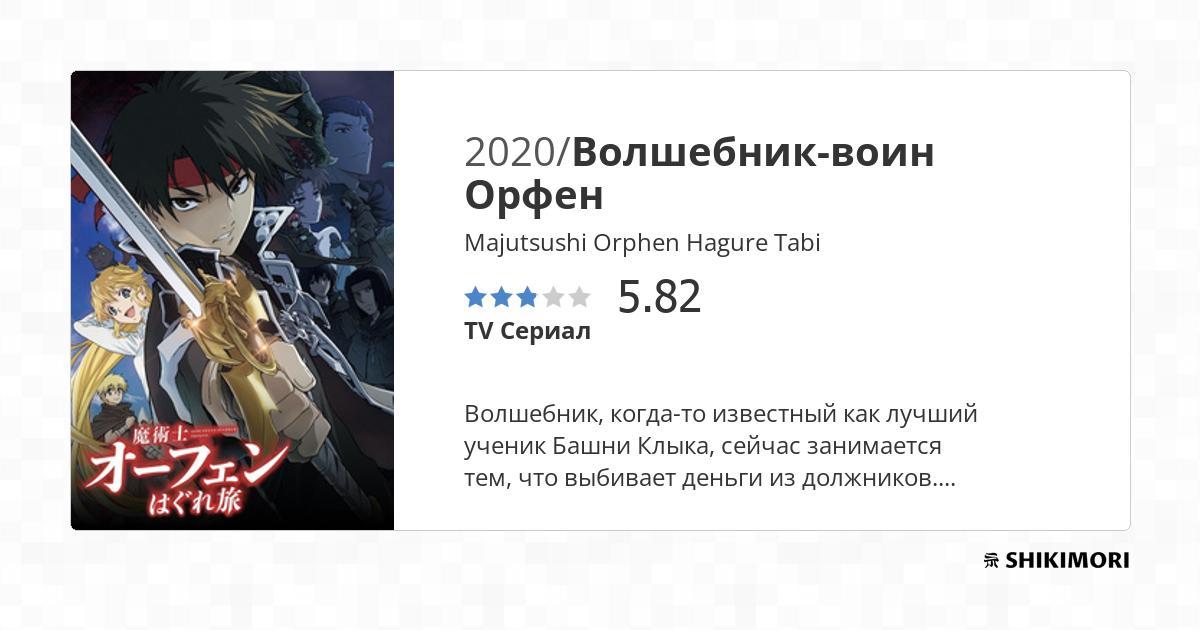 2020/Волшебник-воин
Орфен
Majutsushi Orphen Hagure Tabi
5.82
TV Сериал
Волшебник, когда-то известный как лучший
ученик Башни Клыка, сейчас занимается
тем, что выбивает деньги из должников....
魔術士
オーフェン
はぐれ旅
SHIKIMORI